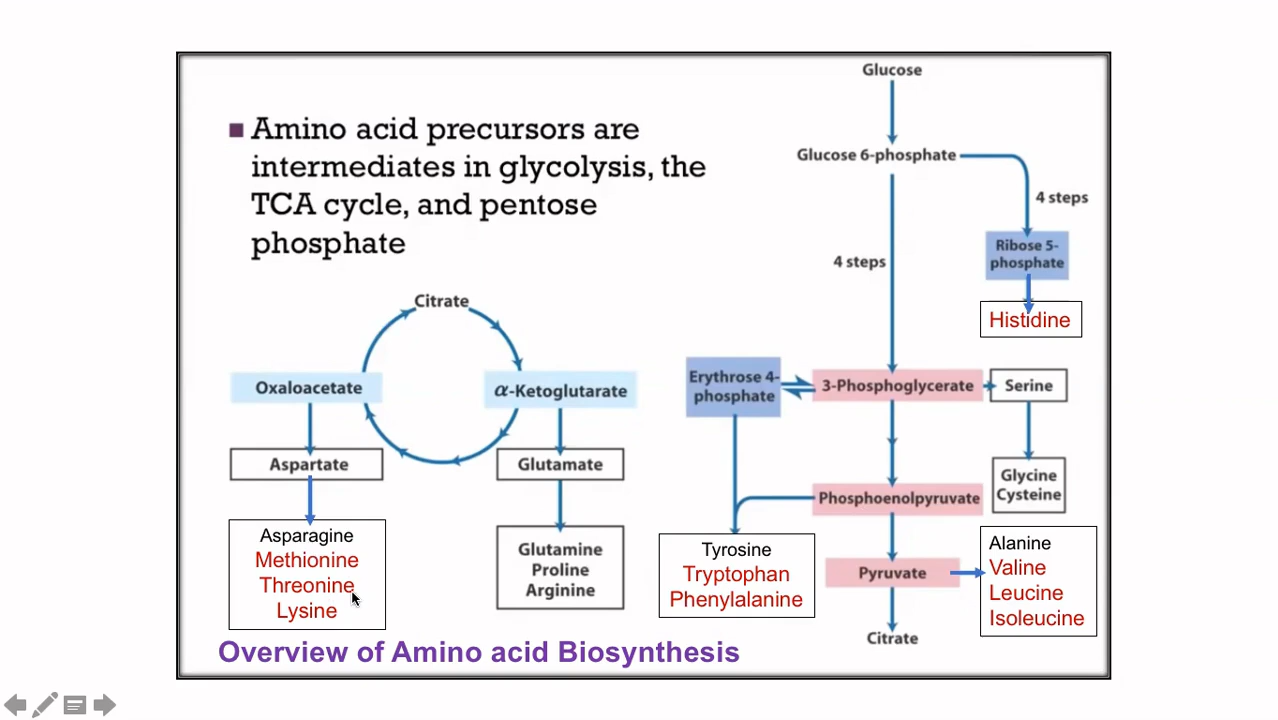 Amino acid precursors are
intermediates in glycolysis, the
TCA cycle, and pentose
phosphate
Glucose
Glucose 6-phosphate
4 steps
Ribose 5-
phosphate
Histidine
4 steps
Citrate
Oxaloacetate
α-Ketoglutarate
Aspartate
Glutamate
Asparagine
Methionine
Threonine
Lysine
Glutamine
Proline
Arginine
Erythrose 4-
phosphate
3-Phosphoglycerate
Serine
Glycine
Cysteine
Phosphoenolpyruvate
Tyrosine
Tryptophan
Phenylalanine
Pyruvate
Alanine
Valine
Leucine
Isoleucine
Citrate
Overview of Amino acid Biosynthesis